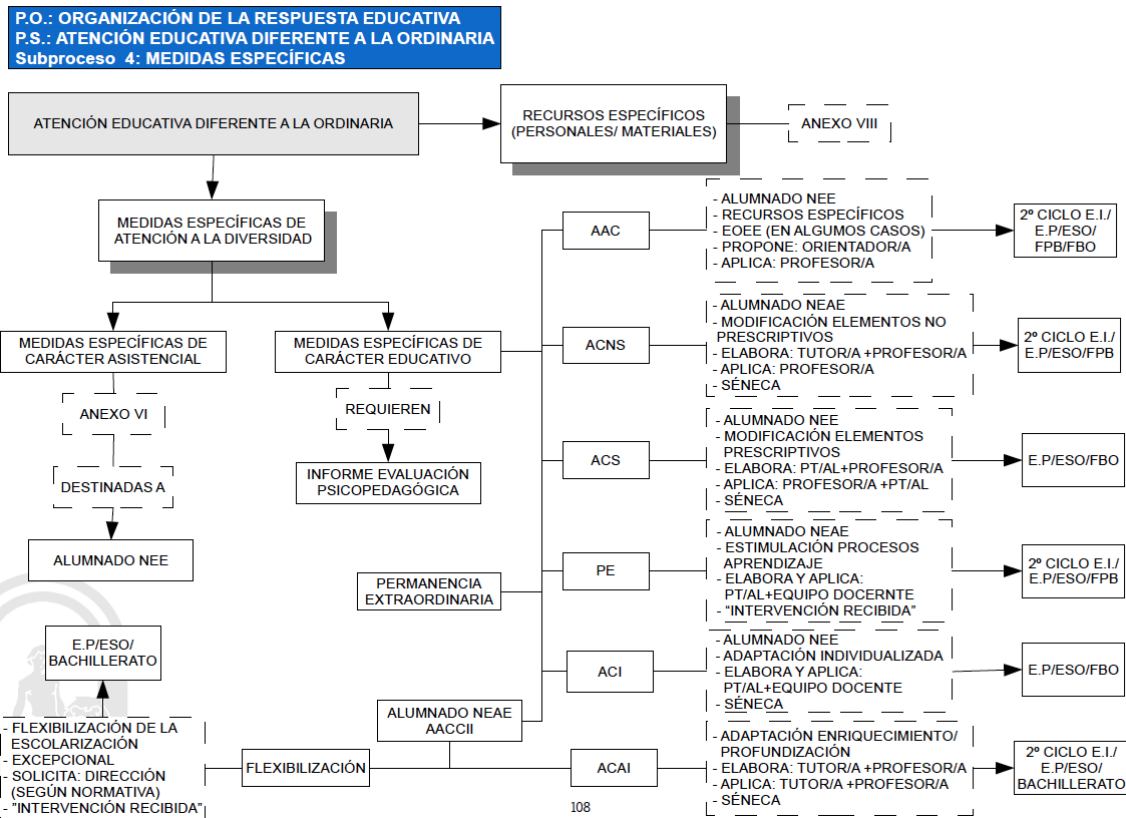 P.O.: ORGANIZACIÓN DE LA RESPUESTA EDUCATIVA
P.S.: ATENCIÓN EDUCATIVA DIFERENTE A LA ORDINARIA
Subproceso 4: MEDIDAS ESPECÍFICAS
ATENCIÓN EDUCATIVA DIFERENTE A LA ORDINARIA
RECURSOS ESPECÍFICOS
(PERSONALES/ MATERIALES)
ANEXO VIII
MEDIDAS ESPECÍFICAS DE
ATENCIÓN A LA DIVERSIDAD
MEDIDAS ESPECÍFICAS DE
CARÁCTER ASISTENCIAL
ANEXO VI
DESTINADAS A
ALUMNADO NEE
MEDIDAS ESPECÍFICAS DE
CARÁCTER EDUCATIVO
REQUIEREN
INFORME EVALUACIÓN
PSICOPEDAGÓGICA
AAC
- ALUMNADO NEE
- RECURSOS ESPECÍFICOS
- EOEE (EN ALGUMOS CASOS)
- PROPONE: ORIENTADOR/A
- APLICA: PROFESOR/A
2º CICLO E.I./
E.P/ESO/
FPB/FBO
ACNS
- ALUMNADO NEAE
- MODIFICACIÓN ELEMENTOS NO
PRESCRIPTIVOS
- ELABORA: TUTOR/A +PROFESOR/A
- APLICA: PROFESOR/A
- SÉNECA
2º CICLO E.I./
E.P/ESO/FPB
ACS
- ALUMNADO NEE
- MODIFICACIÓN ELEMENTOS
PRESCRIPTIVOS
- ELABORA: PT/AL+PROFESOR/A
- APLICA: PROFESOR/A +PT/AL
- SÉNECA
E.P/ESO/FBO
PE
- ALUMNADO NEAE
- ESTIMULACIÓN PROCESOS
APRENDIZAJE
- ELABORA Y APLICA:
PT/AL+EQUIPO DOCERNTE
- "INTERVENCIÓN RECIBIDA"
2º CICLO E.I./
E.P/ESO/FPB
PERMANENCIA
EXTRAORDINARIA
ACI
- ALUMNADO NEE
- ADAPTACIÓN INDIVIDUALIZADA
- ELABORA Y APLICA:
PT/AL+EQUIPO DOCENTE
- SÉNECA
E.P/ESO/FBO
ALUMNADO NEAE
AACCII
ACAI
- ADAPTACIÓN ENRIQUECIMIENTO/
PROFUNDIZACIÓN
- ELABORA: TUTOR/A +PROFESOR/A
- APLICA: TUTOR/A +PROFESOR/A
- SÉNECA
2º CICLO E.I./
E.P/ESO/
BACHILLERATO
FLEXIBILIZACIÓN
E.P/ESO/
BACHILLERATO
- FLEXIBILIZACIÓN DE LA
ESCOLARIZACIÓN
- EXCEPCIONAL
- SOLICITA: DIRECCIÓN
(SEGÚN NORMATIVA)
- "INTERVENCIÓN RECIBIDA"
108